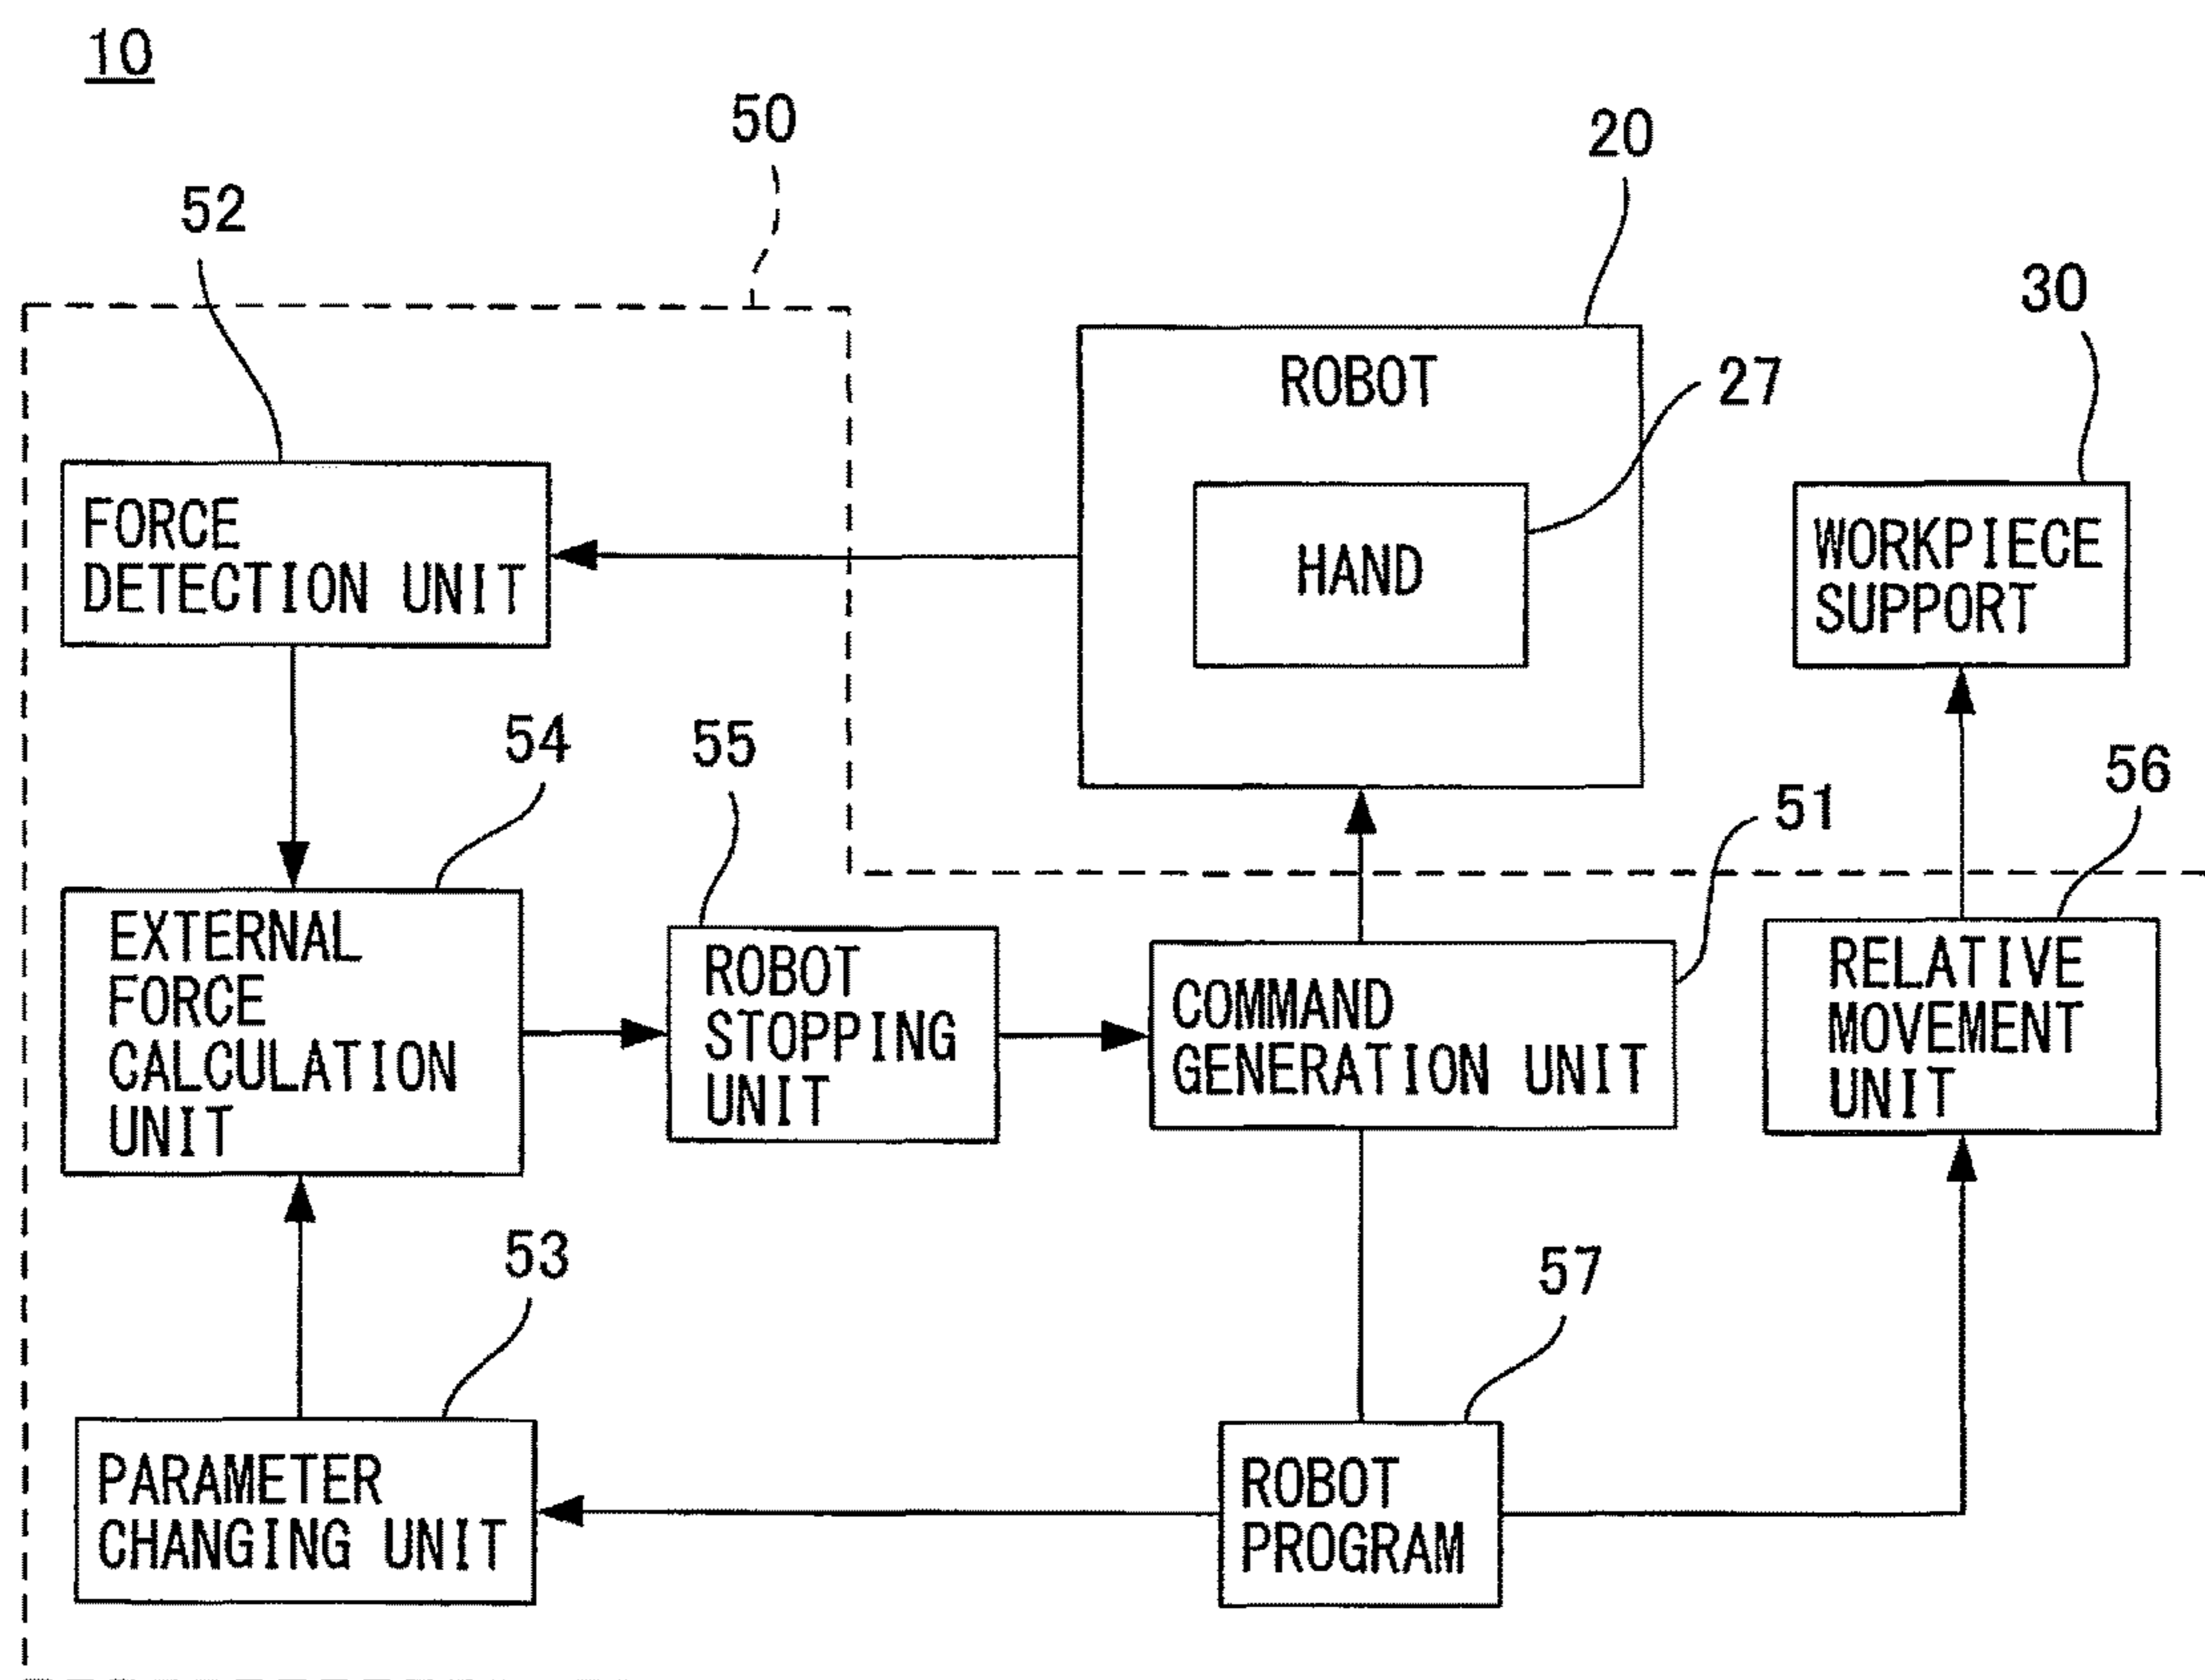 10
50
20
52
30
ROBOT
27
HAND
FORCE
DETECTION UNIT
WORKPIECE
SUPPORT
54
55
51
56
EXTERNAL
FORCE
CALCULATION
UNIT
ROBOT
STOPPING
UNIT
COMMAND
GENERATION UNIT
RELATIVE
MOVEMENT
UNIT
53
57
PARAMETER
CHANGING UNIT
ROBOT
PROGRAM